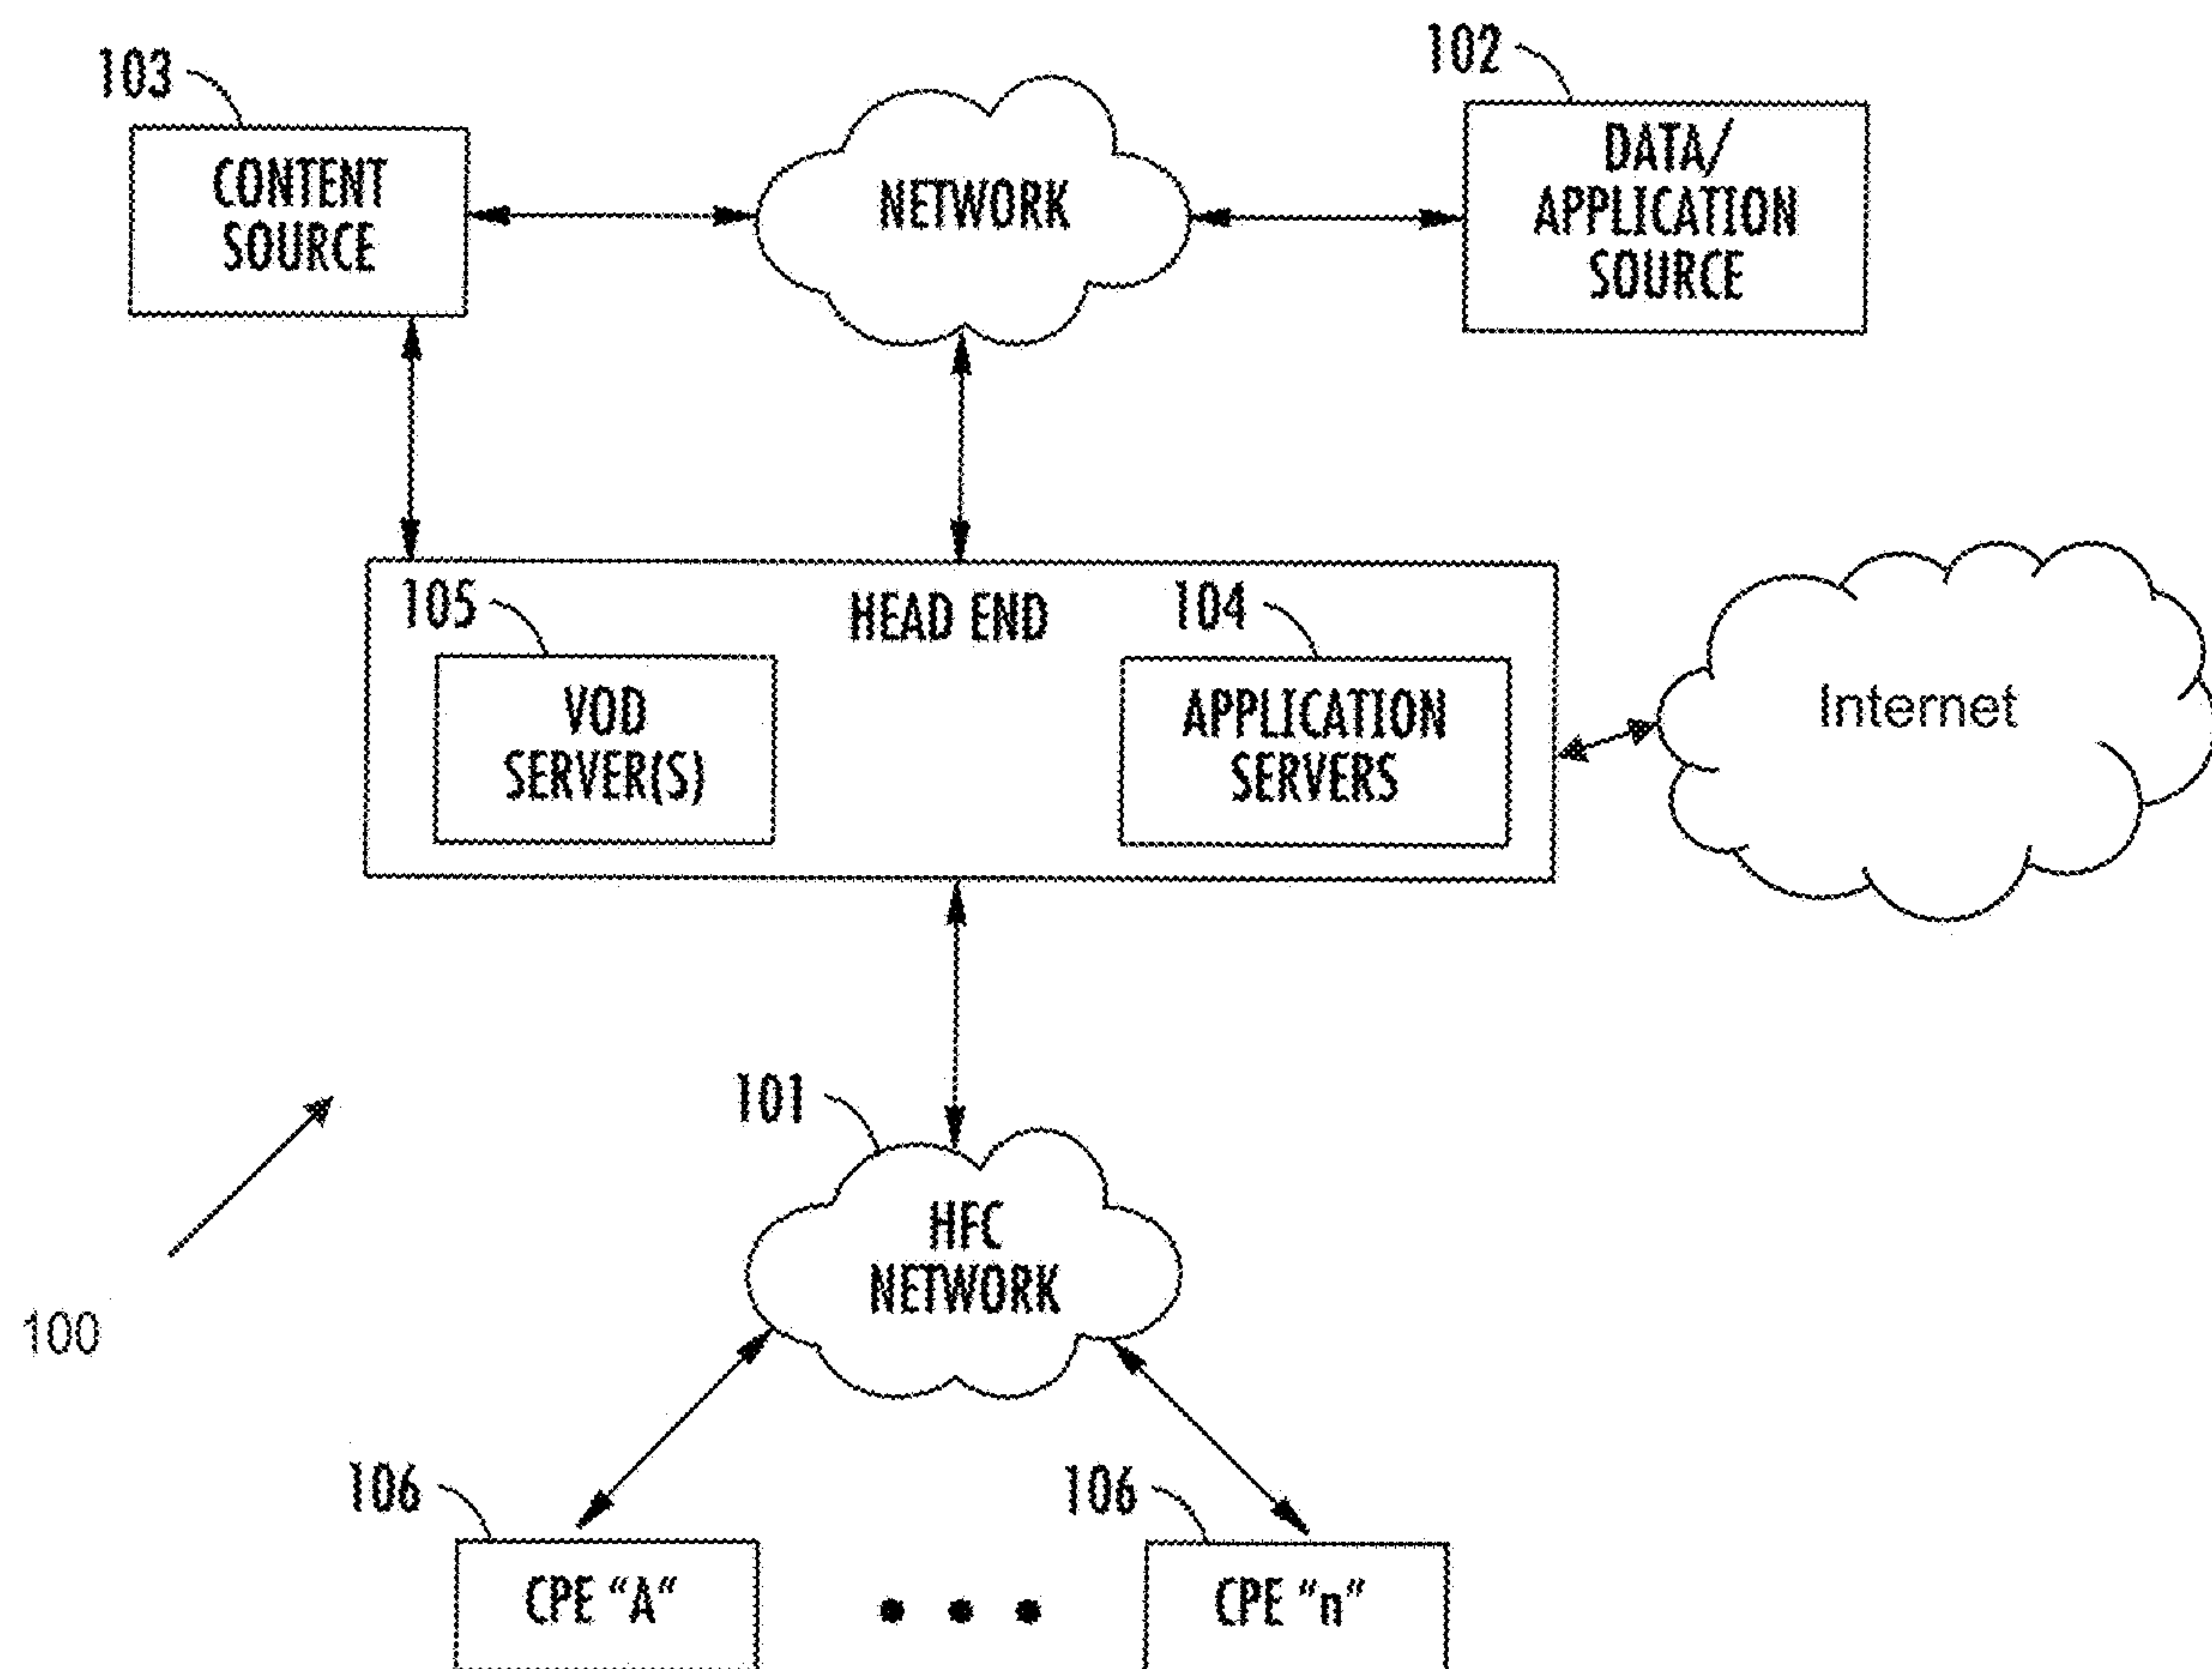 103
102
CONTENT
SOURCE
NETWORK
DATA/
APPLICATION
SOURCE
105
HEAD END
104
VOD
SERVER(S)
APPLICATION
SERVERS
Internet
101
HFC
NETWORK
100
106
106
CPE "A"
CPE "n"